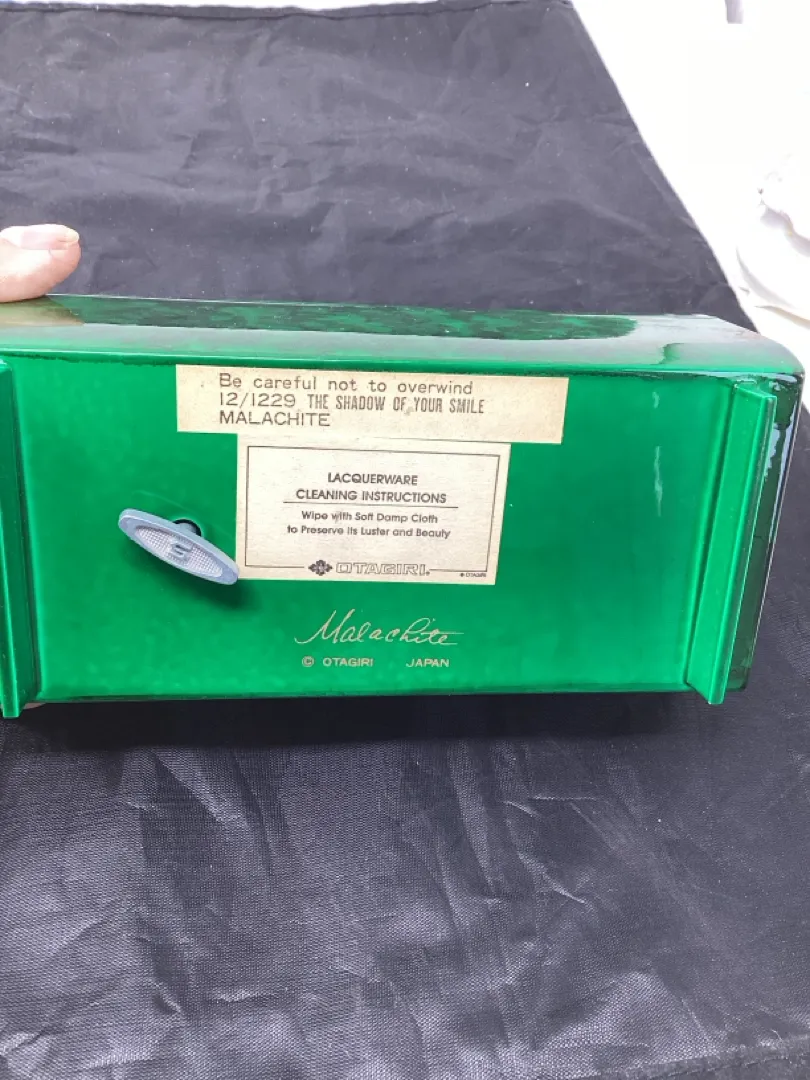 Be careful not to overwind
12/1229 THE SHADOW OF YOUR SMILE
MALACHITE
LACQUERWARE
CLEANING INSTRUCTIONS
Wipe with Soft Damp Cloth
to Preserve Its Luster and Beauty
OTAGIRI.
© OTAGIRI
Malachite
© OTAGIRI JAPAN
S